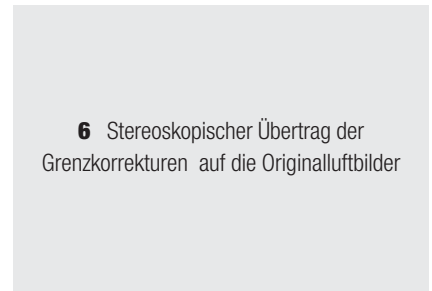 6 Stereoskopischer Übertrag der
Grenzkorrekturen auf die Originalluftbilder